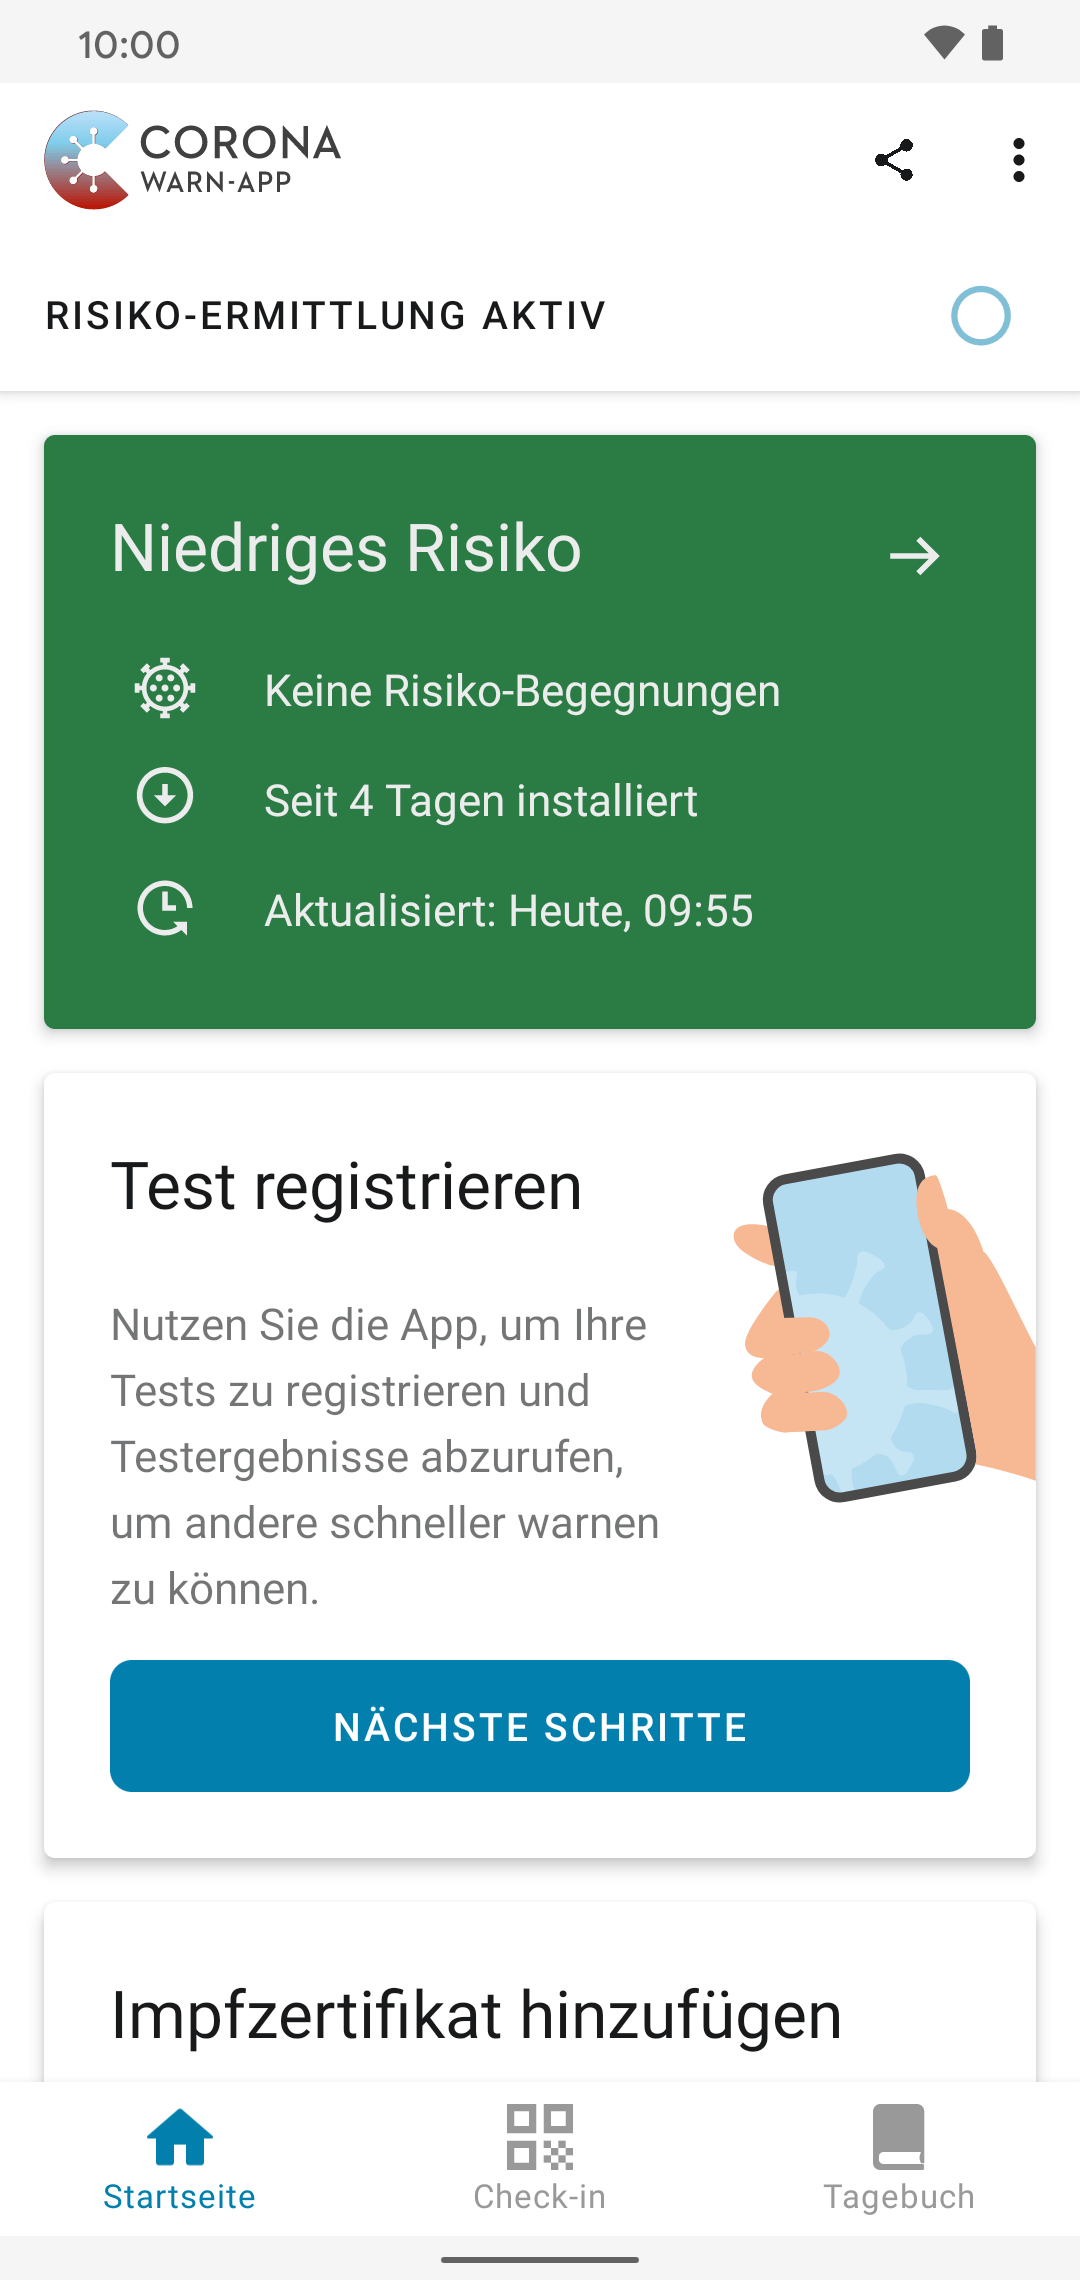 10:00
CORONA
WARN-APP
RISIKO-ERMITTLUNG AKTIV
Niedriges Risiko
Keine Risiko-Begegnungen
Seit 4 Tagen installiert
Aktualisiert: Heute, 09:55
Test registrieren
Nutzen Sie die App, um Ihre
Tests zu registrieren und
Testergebnisse abzurufen,
um andere schneller warnen
zu können.
NÄCHSTE SCHRITTE
Impfzertifikat hinzufügen
Startseite
Check-in
Tagebuch